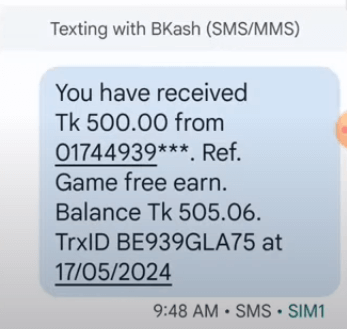 Texting with BKash (SMS/MMS)
You have received
Tk 500.00 from
01744939***. Ref.
Game free earn.
Balance Tk 505.06.
TrxID BE939GLA75 at
17/05/2024
9:48 AM • SMS • SIM1